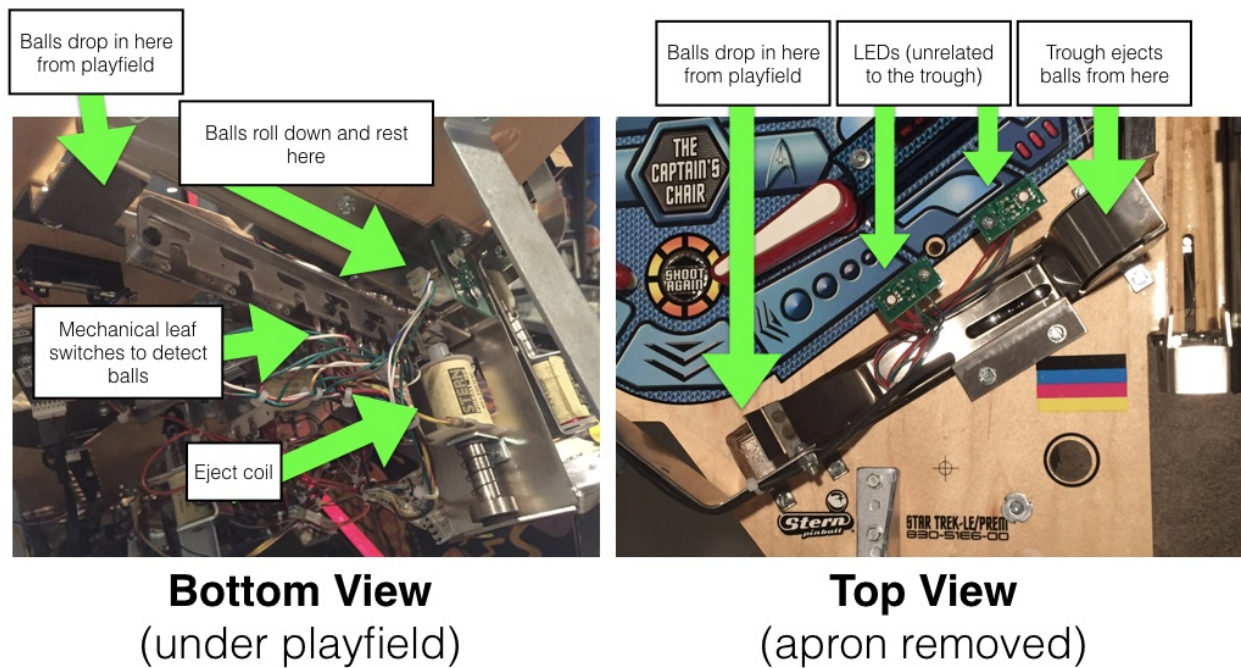 Balls drop in here
from playfield
Balls roll down and rest
here
Mechanical leaf
switches to detect
balls
Eject coil
STERN
Balls drop in here
from playfield
LEDs (unrelated
to the trough)
Trough ejects
balls from here
THE
CAPTAIN'S
CHAIR
SHOOT
AGAIN
Stern
pinball
STAR TREK-LE/PREM
830-51E6-00
Bottom View
(under playfield)
Top View
(apron removed)